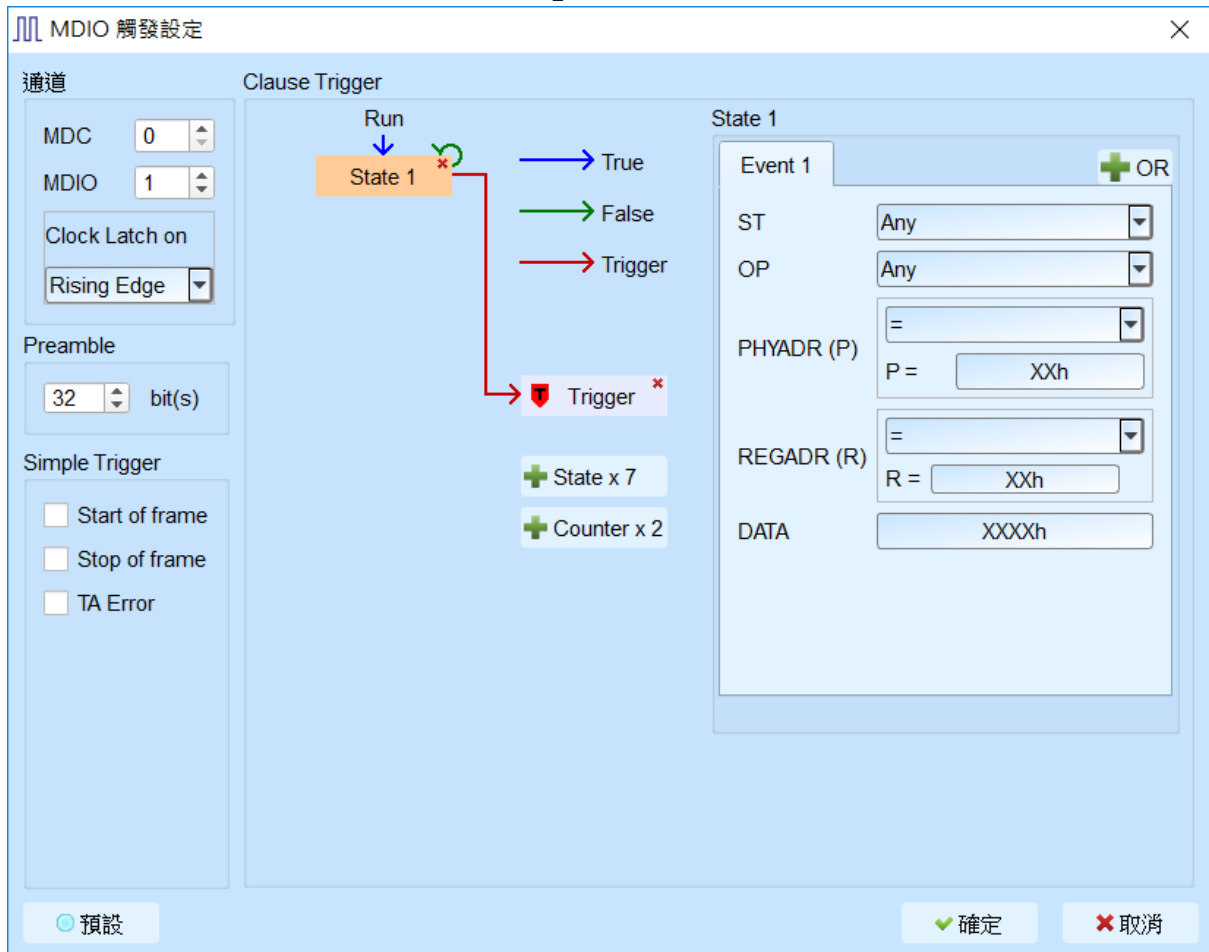 MDIO 觸發設定
通道
MDC 0
MDIO 1
Clock Latch on
Rising Edge
Preamble
32 bit(s)
Simple Trigger
Start of frame
Stop of frame
TA Error
Clause Trigger
Run
State 1
True
False
Trigger
T Trigger
State x 7
Counter x 2
State 1
Event 1
OR
ST Any
OP Any
PHYADR (P)
=
P = XXh
REGADR (R)
=
R = XXh
DATA XXXXh
預設
確定
取消